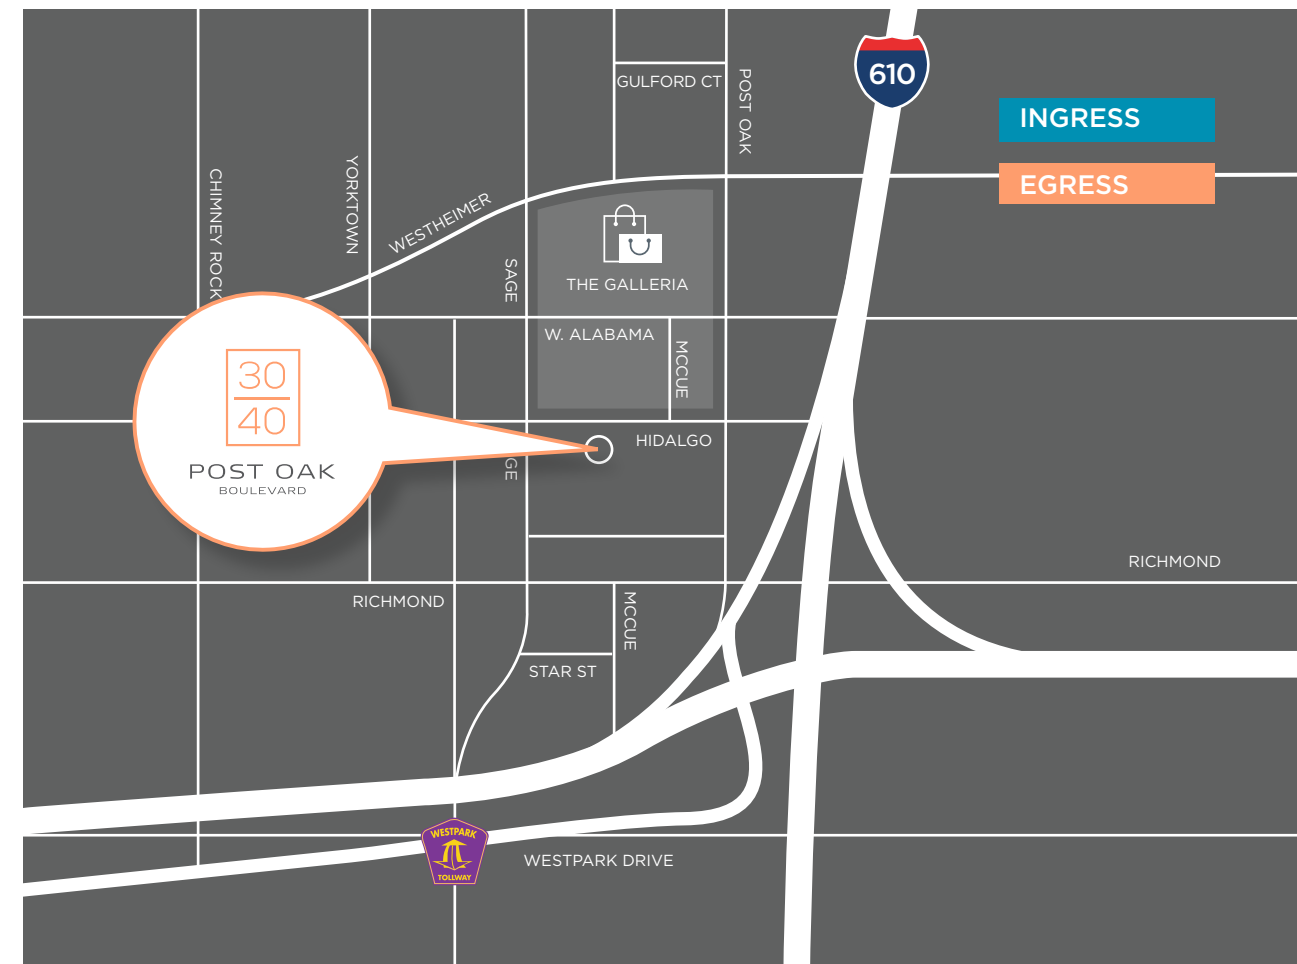 610
GULFORD CT
POST OAK
INGRESS
EGRESS
CHIMNEY ROCK
YORKTOWN
WESTHEIMER
SAGE
THE GALLERIA
W. ALABAMA
MCCUE
30
40
POST OAK
BOULEVARD
HIDALGO
GE
RICHMOND
RICHMOND
MCCUE
STAR ST
WESTPARK
TOLLWAY
WESTPARK DRIVE